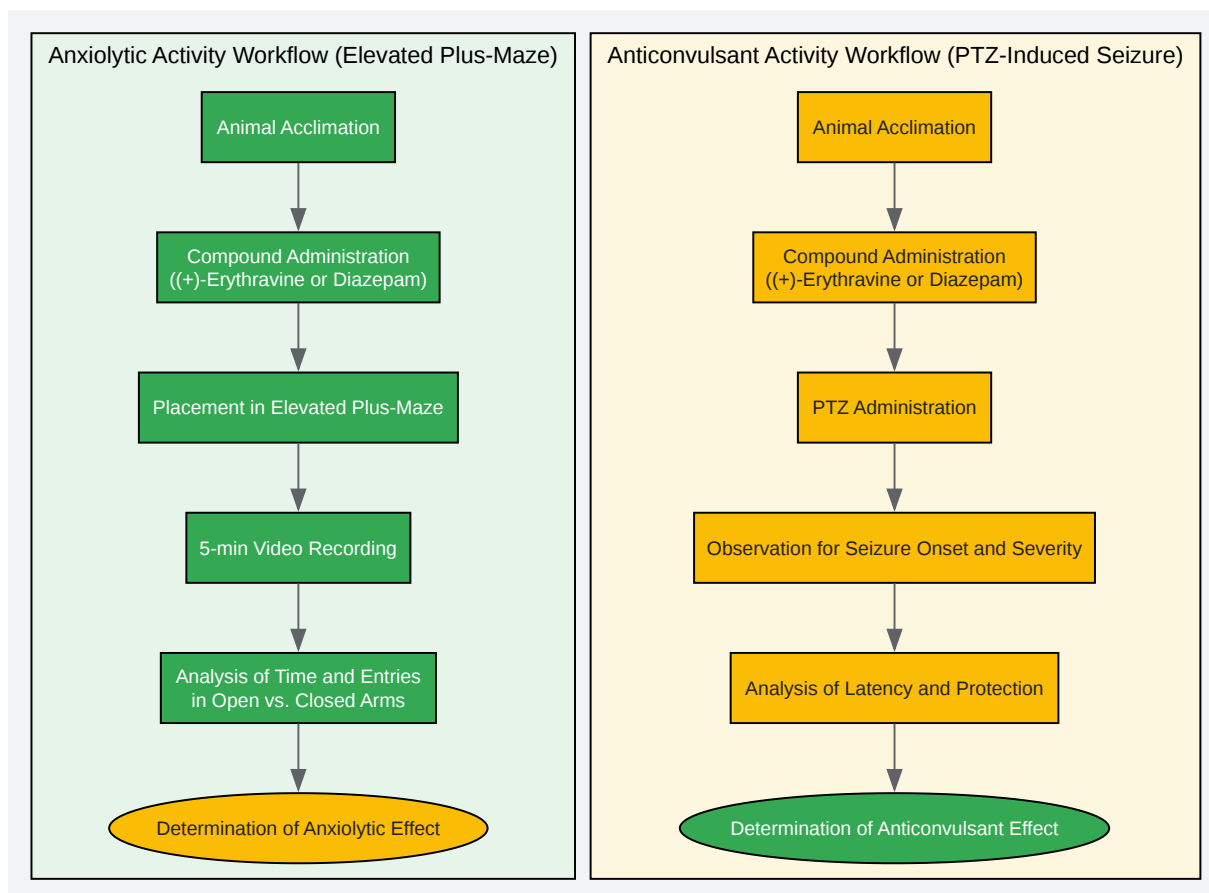 Anxiolytic Activity Workflow (Elevated Plus-Maze)
Animal Acclimation
Compound Administration
((+)-Erythravine or Diazepam)
Placement in Elevated Plus-Maze
5-min Video Recording
Analysis of Time and Entries
in Open vs. Closed Arms
Determination of Anxiolytic Effect
Anticonvulsant Activity Workflow (PTZ-Induced Seizure)
Animal Acclimation
Compound Administration
((+)-Erythravine or Diazepam)
PTZ Administration
Observation for Seizure Onset and Severity
Analysis of Latency and Protection
Determination of Anticonvulsant Effect